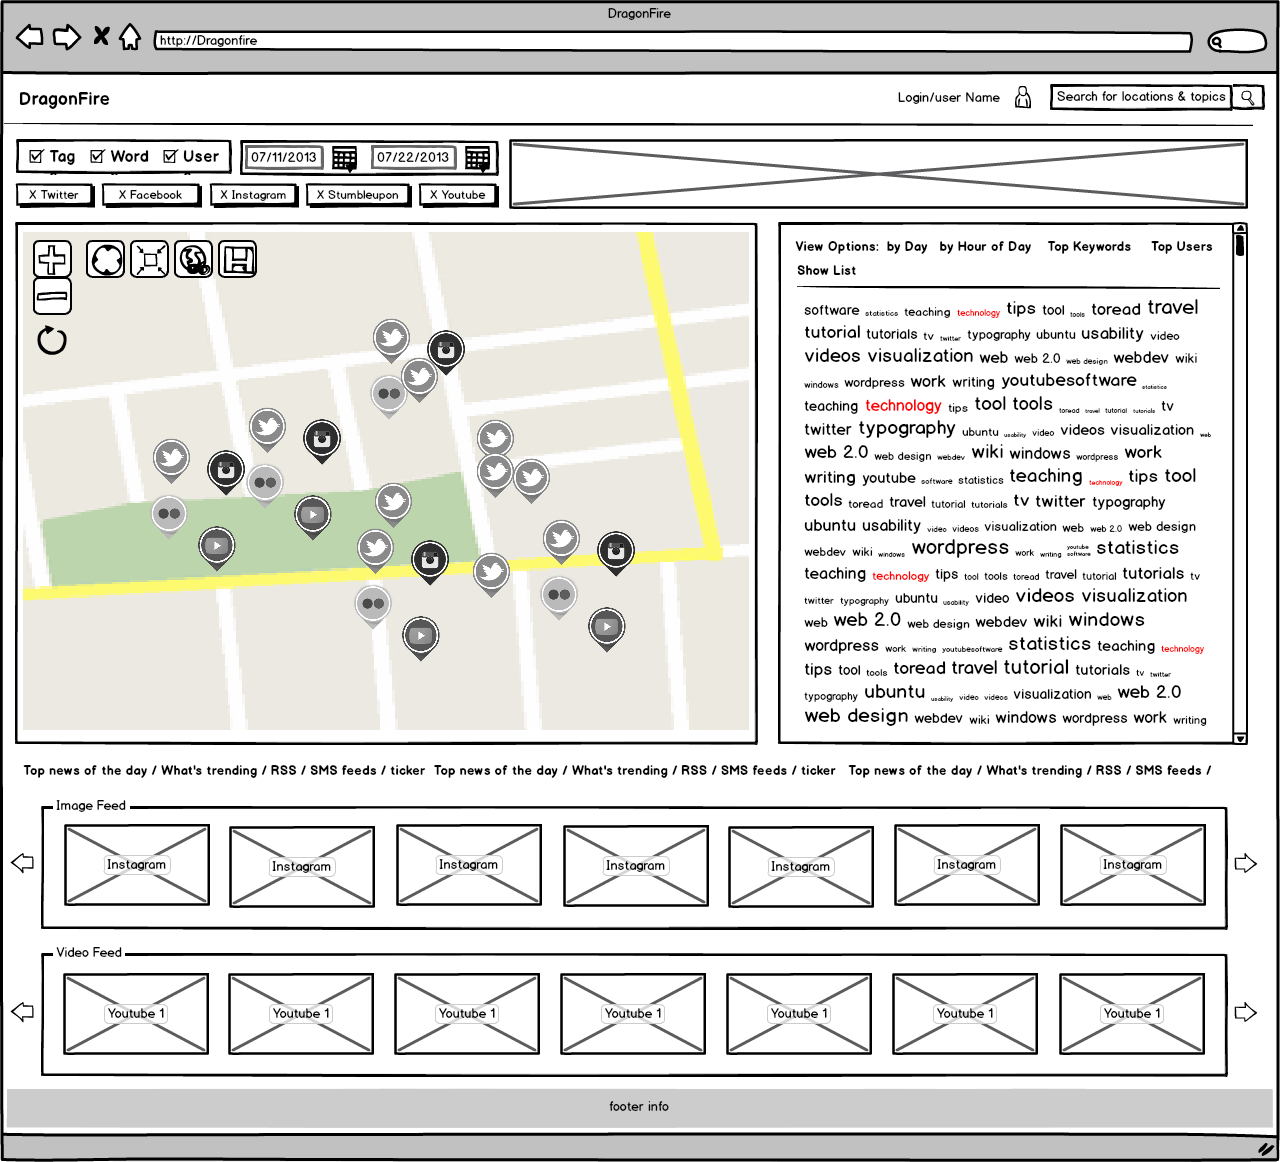 DragonFire
http://Dragonfire
DragonFire
Login/user Name
Search for locations & topics
Tag Word User
07/11/2013 07/22/2013
X Twitter X Facebook X Instagram X Stumbleupon X Youtube
View Options: by Day by Hour of Day Top Keywords Top Users
Show List
software statistics teaching technology tips tool tools toread travel
tutorial tutorials tv twitter typography ubuntu usability video
videos visualization web web 2.0 web design webdev wiki
windows wordpress work writing youtubesoftware statistics
teaching technology tips tool tools toread travel tutorial tutorials tv
twitter typography ubuntu usability video videos visualization web
web 2.0 web design webdev wiki windows wordpress work
writing youtube software statistics teaching technology tips tool
tools toread travel tutorial tutorials tv twitter typography
ubuntu usability video videos visualization web web 2.0 web design
webdev wiki windows wordpress work writing youtube software statistics
teaching technology tips tool tools toread travel tutorial tutorials tv
twitter typography ubuntu usability video videos visualization
web web 2.0 web design webdev wiki windows
wordpress work writing youtubesoftware statistics teaching technology
tips tool tools toread travel tutorial tutorials tv twitter
typography ubuntu usability video videos visualization web web 2.0
web design webdev wiki windows wordpress work writing
Top news of the day / What's trending / RSS / SMS feeds / ticker Top news of the day / What's trending / RSS / SMS feeds / ticker Top news of the day / What's trending / RSS / SMS feeds /
Image Feed
Instagram Instagram Instagram Instagram Instagram Instagram Instagram
Video Feed
Youtube 1 Youtube 1 Youtube 1 Youtube 1 Youtube 1 Youtube 1 Youtube 1
footer info